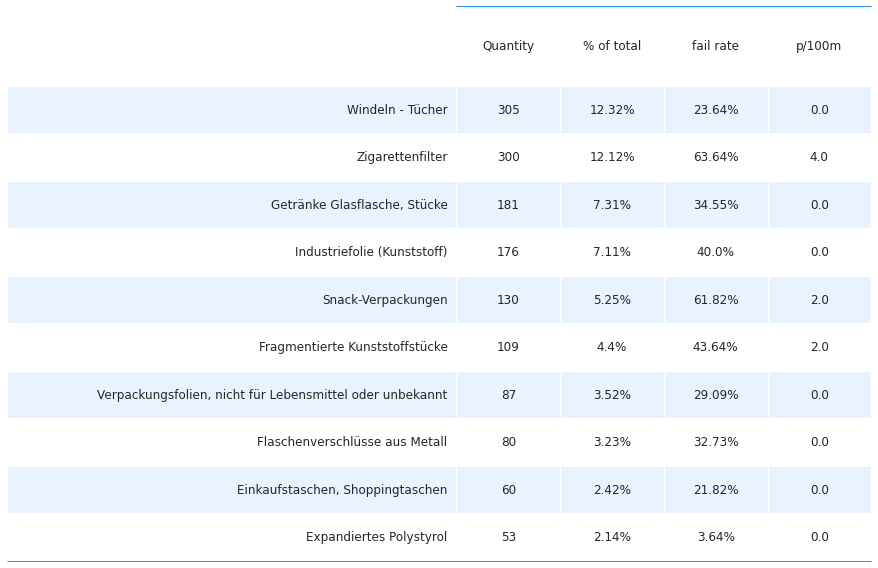 Quantity % of total fail rate p/100m
Windeln - Tücher 305 12.32% 23.64% 0.0
Zigarettenfilter 300 12.12% 63.64% 4.0
Getränke Glasflasche, Stücke 181 7.31% 34.55% 0.0
Industriefolie (Kunststoff) 176 7.11% 40.0% 0.0
Snack-Verpackungen 130 5.25% 61.82% 2.0
Fragmentierte Kunststoffstücke 109 4.4% 43.64% 2.0
Verpackungsfolien, nicht für Lebensmittel oder unbekannt 87 3.52% 29.09% 0.0
Flaschenverschlüsse aus Metall 80 3.23% 32.73% 0.0
Einkaufstaschen, Shoppingtaschen 60 2.42% 21.82% 0.0
Expandiertes Polystyrol 53 2.14% 3.64% 0.0